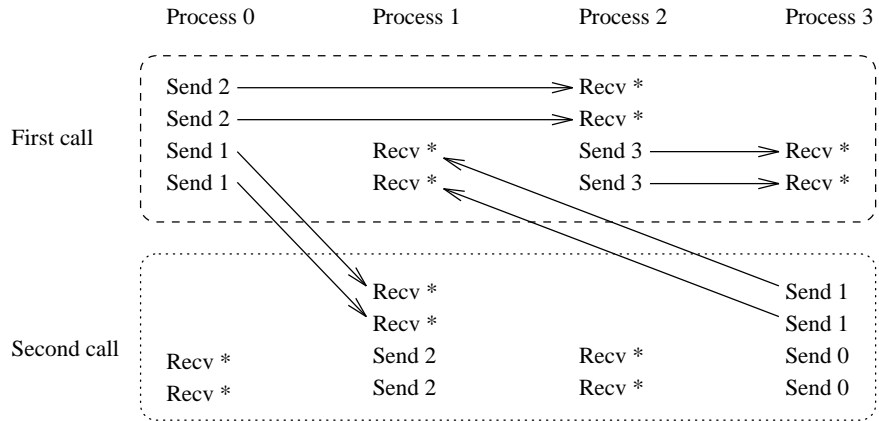 Process 0 Process 1 Process 2 Process 3
Send 2 Recv *
Send 2 Recv *
First call
Send 1 Recv * Send 3 Recv *
Send 1 Recv * Send 3 Recv *
Recv * Send 1
Recv * Send 1
Second call
Recv * Send 2 Recv * Send 0
Recv * Send 2 Recv * Send 0